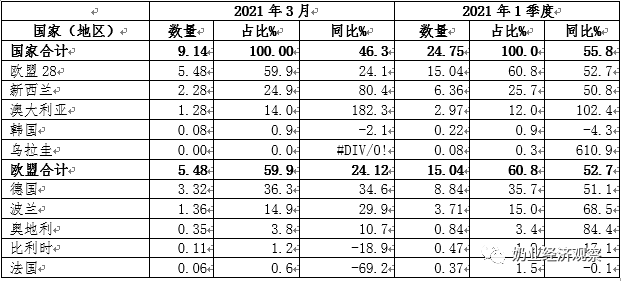 2021 年 3 月 2021 年 1 季度
国家（地区） 数量 占比% 同比% 数量 占比% 同比%
国家合计 9.14 100.00 46.3 24.75 100.0 55.8
欧盟 28 5.48 59.9 24.1 15.04 60.8 52.7
新西兰 2.28 24.9 80.4 6.36 25.7 50.8
澳大利亚 1.28 14.0 182.3 2.97 12.0 102.4
韩国 0.08 0.9 -2.1 0.22 0.9 -4.3
乌拉圭 0.00 0.0 #DIV/0! 0.08 0.3 610.9
欧盟合计 5.48 59.9 24.12 15.04 60.8 52.7
德国 3.32 36.3 34.6 8.84 35.7 51.1
波兰 1.36 14.9 29.9 3.71 15.0 68.5
奥地利 0.35 3.8 10.7 0.84 3.4 84.4
比利时 0.11 1.2 -18.9 0.47
法国 0.06 0.6 -69.2 0.37 1.5 -0.1
奶业经济观察